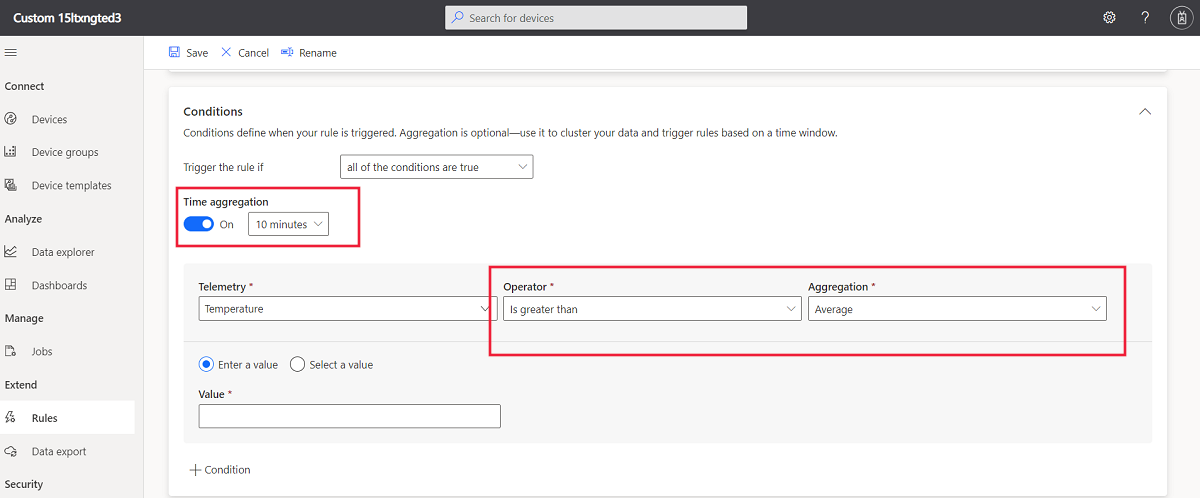 Custom 15ltxngted3
Search for devices
?
Save
Cancel
Rename
Connect
Devices
Device groups
Device templates
Analyze
Data explorer
Dashboards
Manage
Jobs
Extend
Rules
Data export
Security
Conditions
Conditions define when your rule is triggered. Aggregation is optional—use it to cluster your data and trigger rules based on a time window.
Trigger the rule if
all of the conditions are true
Time aggregation
On
10 minutes
Telemetry *
Operator *
Aggregation *
Temperature
Is greater than
Average
Enter a value
Select a value
Value *
+ Condition